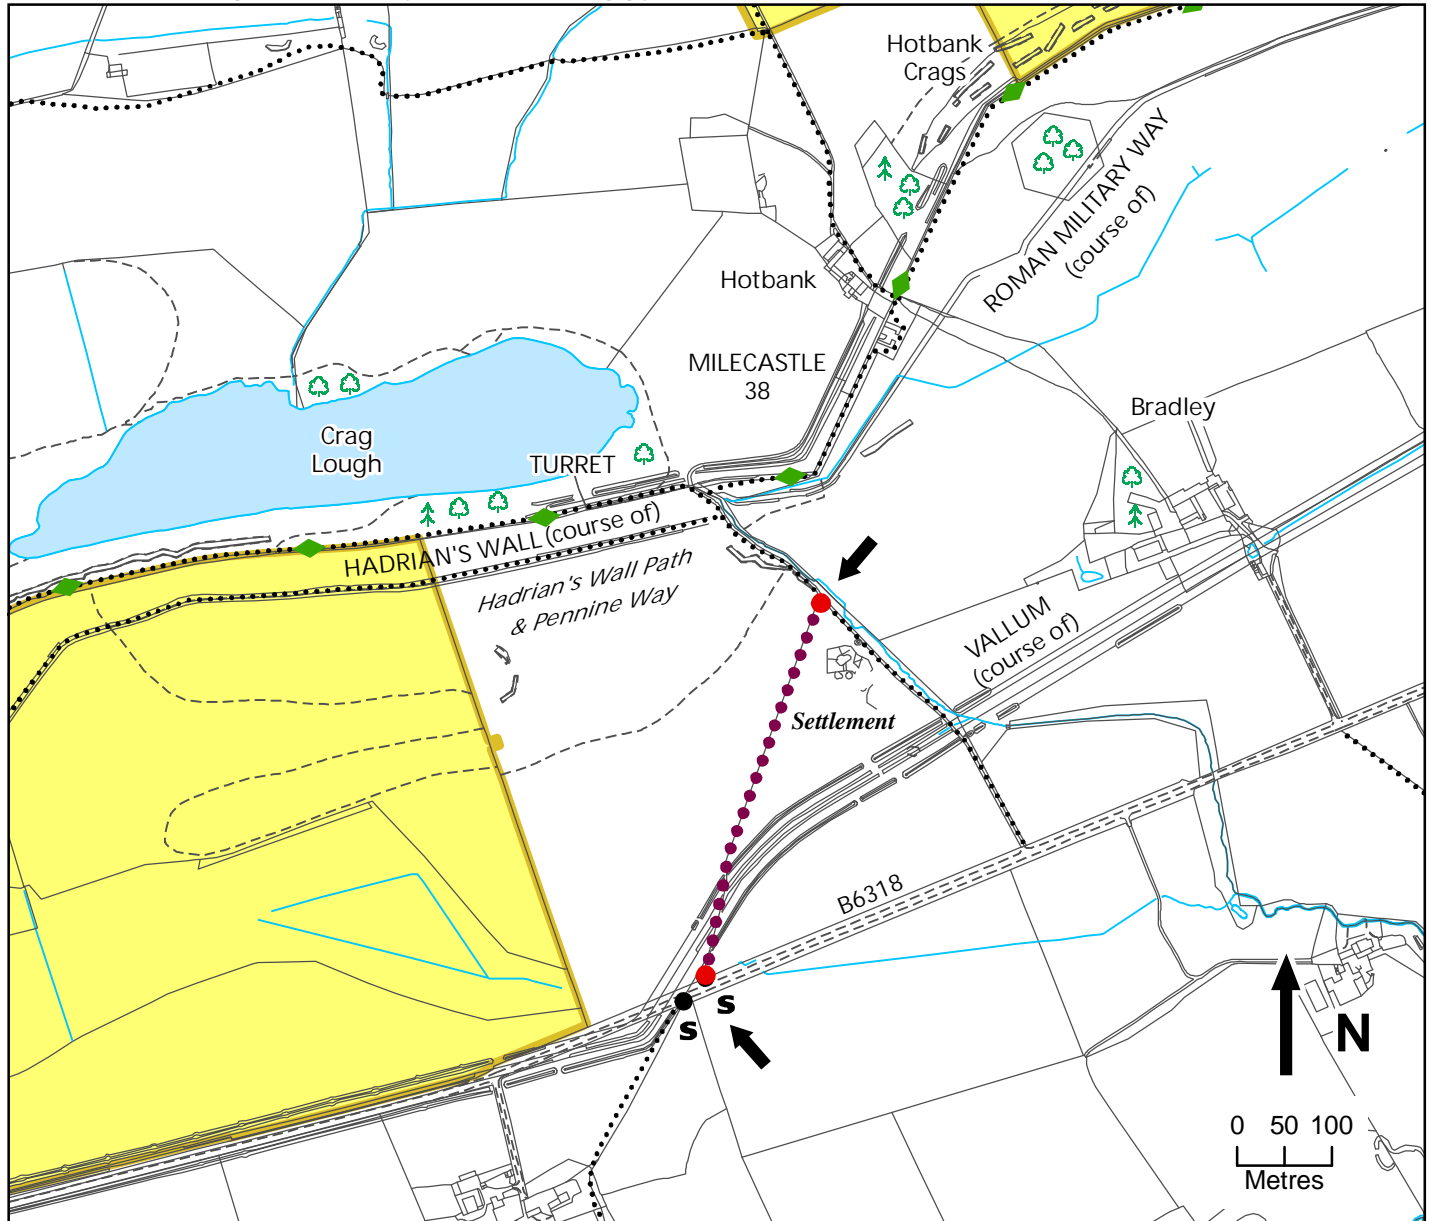 Hotbank
Crags
ROMAN MILITARY WAY
(course of)
Hotbank
MILECASTLE
38
Bradley
Crag
Lough
TURRET
HADRIAN'S WALL (course of)
Hadrian's Wall Path
& Pennine Way
VALLUM
(course of)
Settlement
B6318
S
S
N
0 50 100
Metres